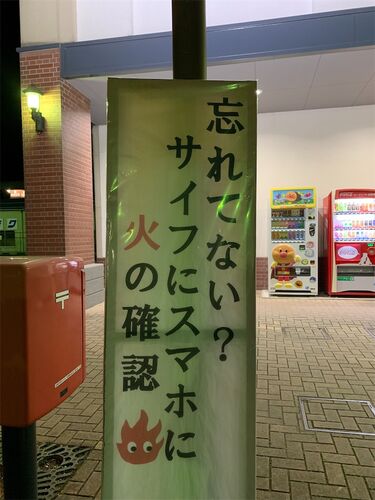 忘れてない?
サイフにスマホに
火の確認